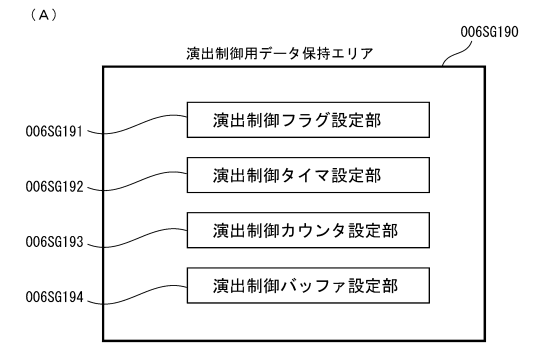 （A）
006SG190
演出制御用データ保持エリア
006SG191
演出制御フラグ設定部
006SG192
演出制御タイマ設定部
006SG193
演出制御カウンタ設定部
006SG194
演出制御バッファ設定部